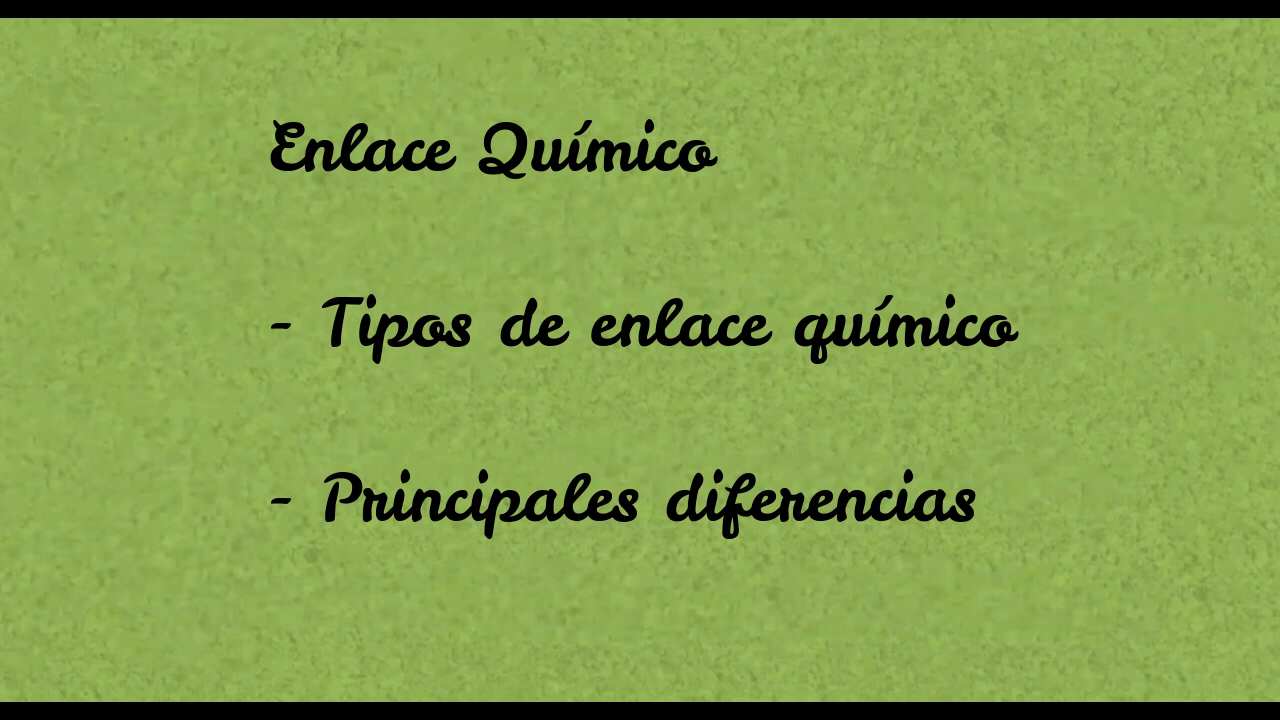 Enlace Químico
- Tipos de enlace químico
- Principales diferencias